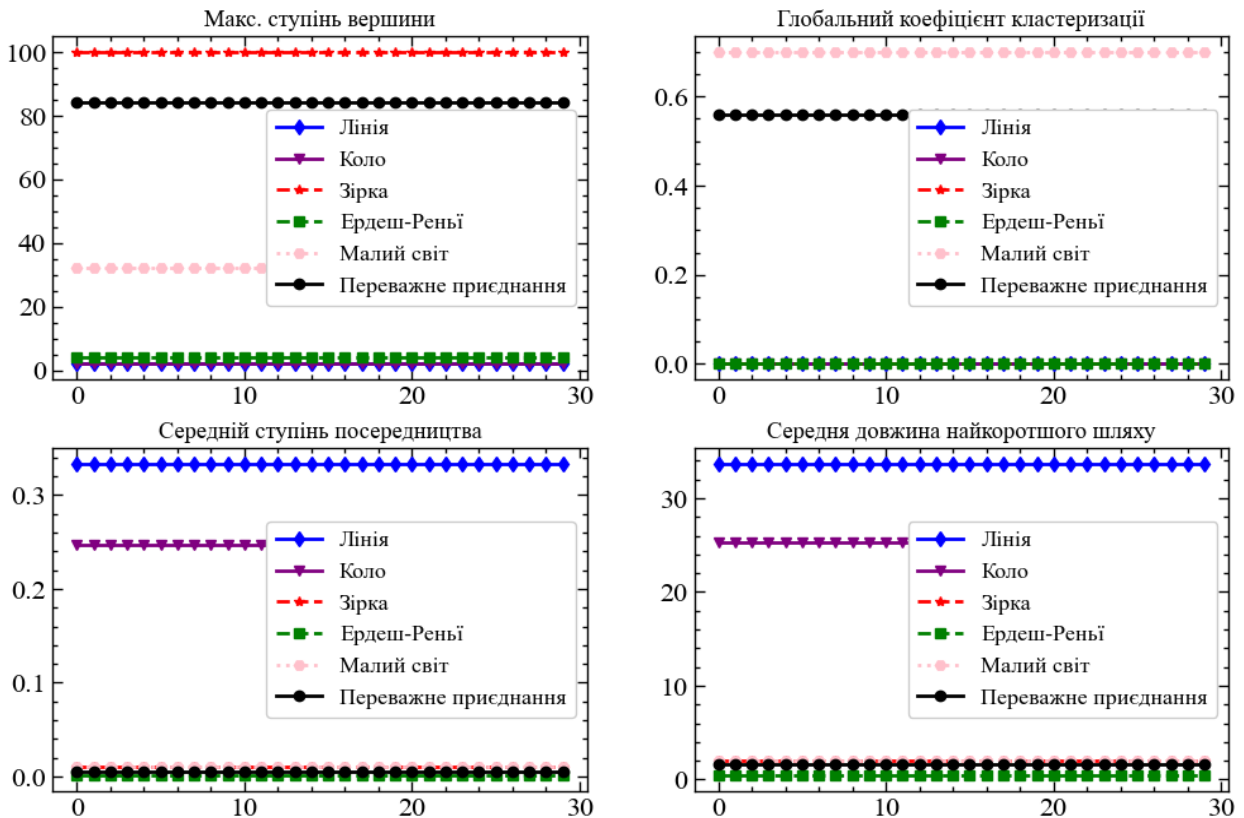 Макс. ступінь вершини
100
80
60
40
20
0
0
10
20
30
Лінія
Коло
Зірка
Ердеш-Реньї
Малий світ
Переважне приєднання
Глобальний коефіцієнт кластеризації
0.6
0.4
0.2
0.0
0
10
20
30
Лінія
Коло
Зірка
Ердеш-Реньї
Малий світ
Переважне приєднання
Середній ступінь посередництва
0.3
0.2
0.1
0.0
0
10
20
30
Лінія
Коло
Зірка
Ердеш-Реньї
Малий світ
Переважне приєднання
Середня довжина найкоротшого шляху
30
20
10
0
0
10
20
30
Лінія
Коло
Зірка
Ердеш-Реньї
Малий світ
Переважне приєднання